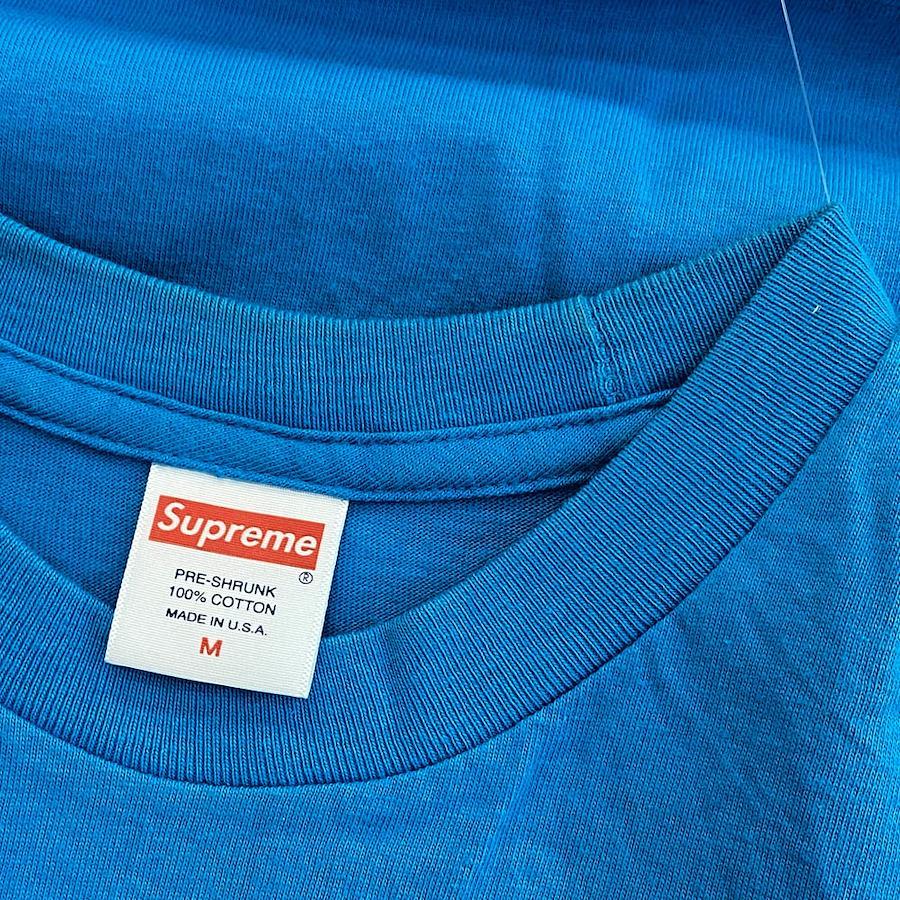 Supreme
®
PRE-SHRUNK
100% COTTON
MADE IN U.S.A.
M